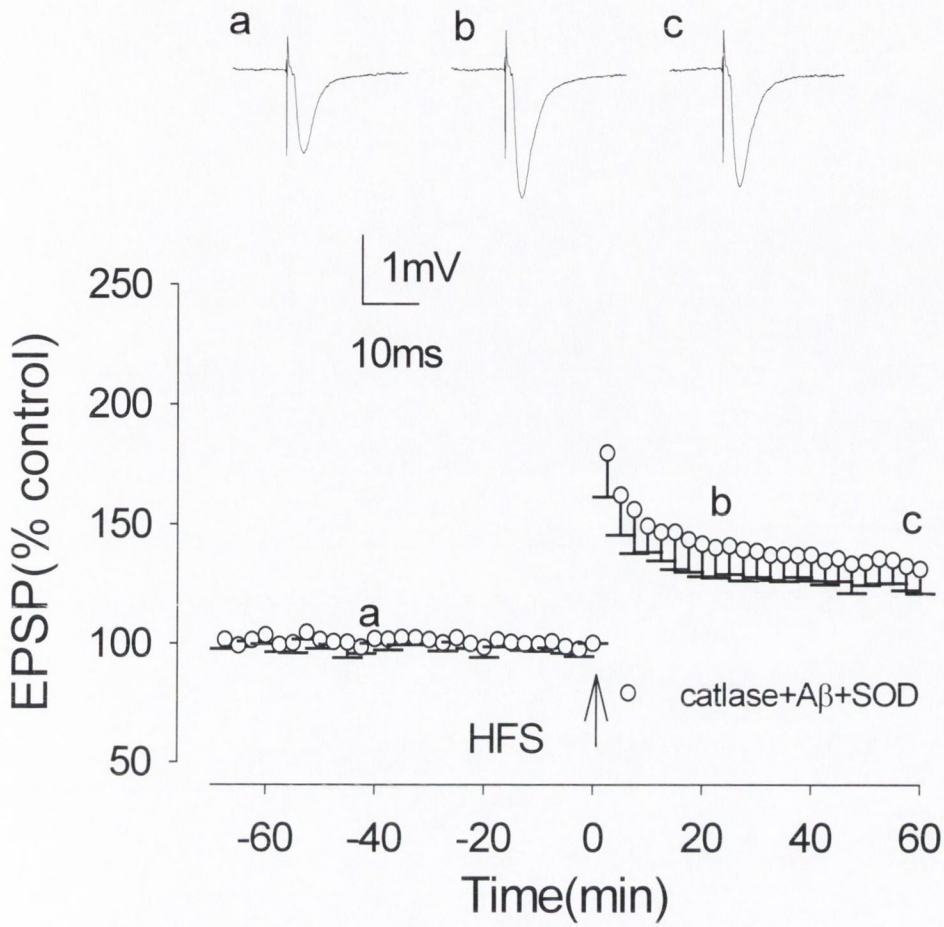 a b c
1mV
10ms
EPSP(% control)
250
200
150
100
50
a
b
c
HFS
catlase+Aβ+SOD
-60 -40 -20 0 20 40 60
Time(min)